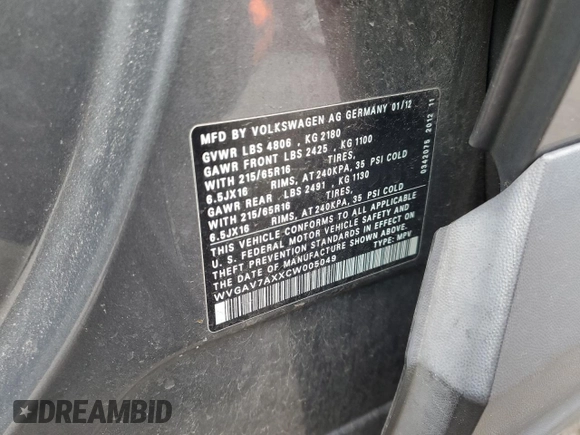 MFD BY VOLKSWAGEN AG GERMANY 01/12
GVWR LBS 4806 , KG 2180
GAWR FRONT LBS 2425 , KG 1100
WITH 215/65R16 TIRES,
6.5JX16 RIMS, AT 240KPA, 35 PSI COLD
GAWR REAR LBS 2491 , KG 1130
WITH 215/65R16 TIRES,
6.5JX16 RIMS, AT 240KPA, 35 PSI COLD
THIS VEHICLE CONFORMS TO ALL APPLICABLE
U. S. FEDERAL MOTOR VEHICLE SAFETY AND
THEFT PREVENTION STANDARDS IN EFFECT ON
THE DATE OF MANUFACTURE SHOWN ABOVE.
WVGAV7AXXCW005049 TYPE: MPV
0342075 2012 11
DREAMBID